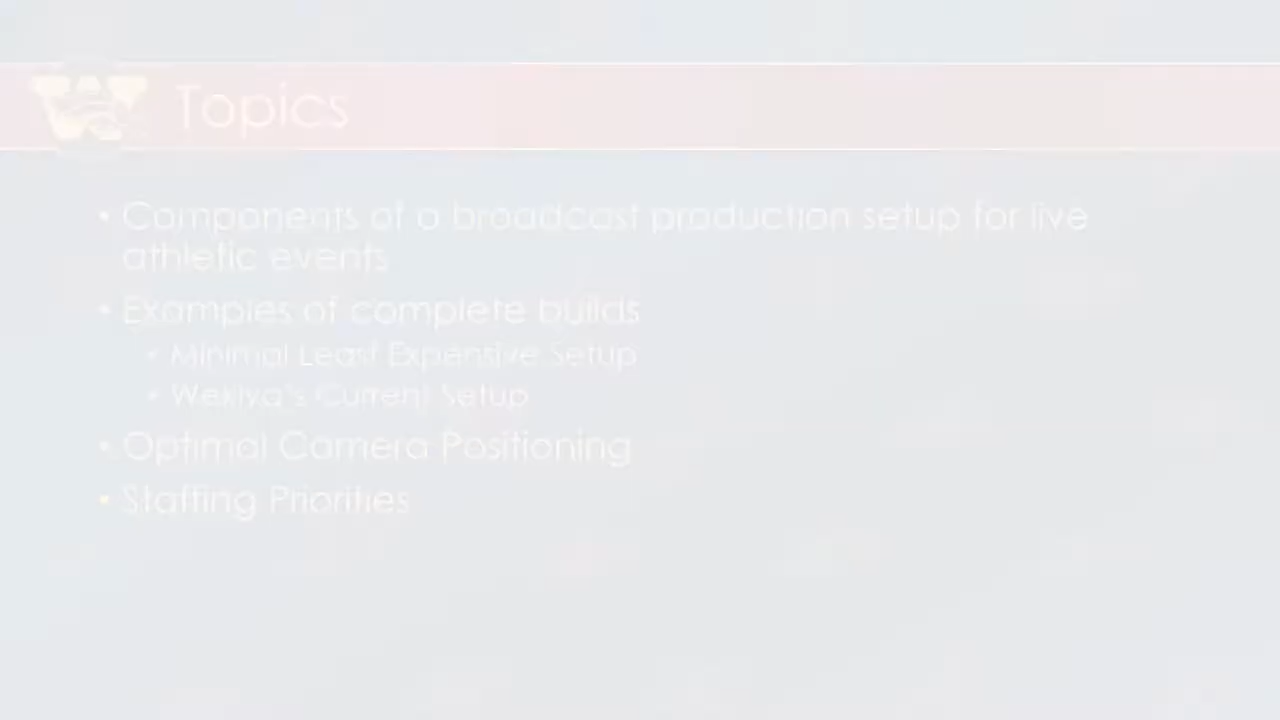 W
Topics
• Components of a broadcast production setup for live
athletic events
• Examples of complete builds
• Minimal Least Expensive Setup
• Wekiva's Current Setup
• Optimal Camera Positioning
• Staffing Priorities